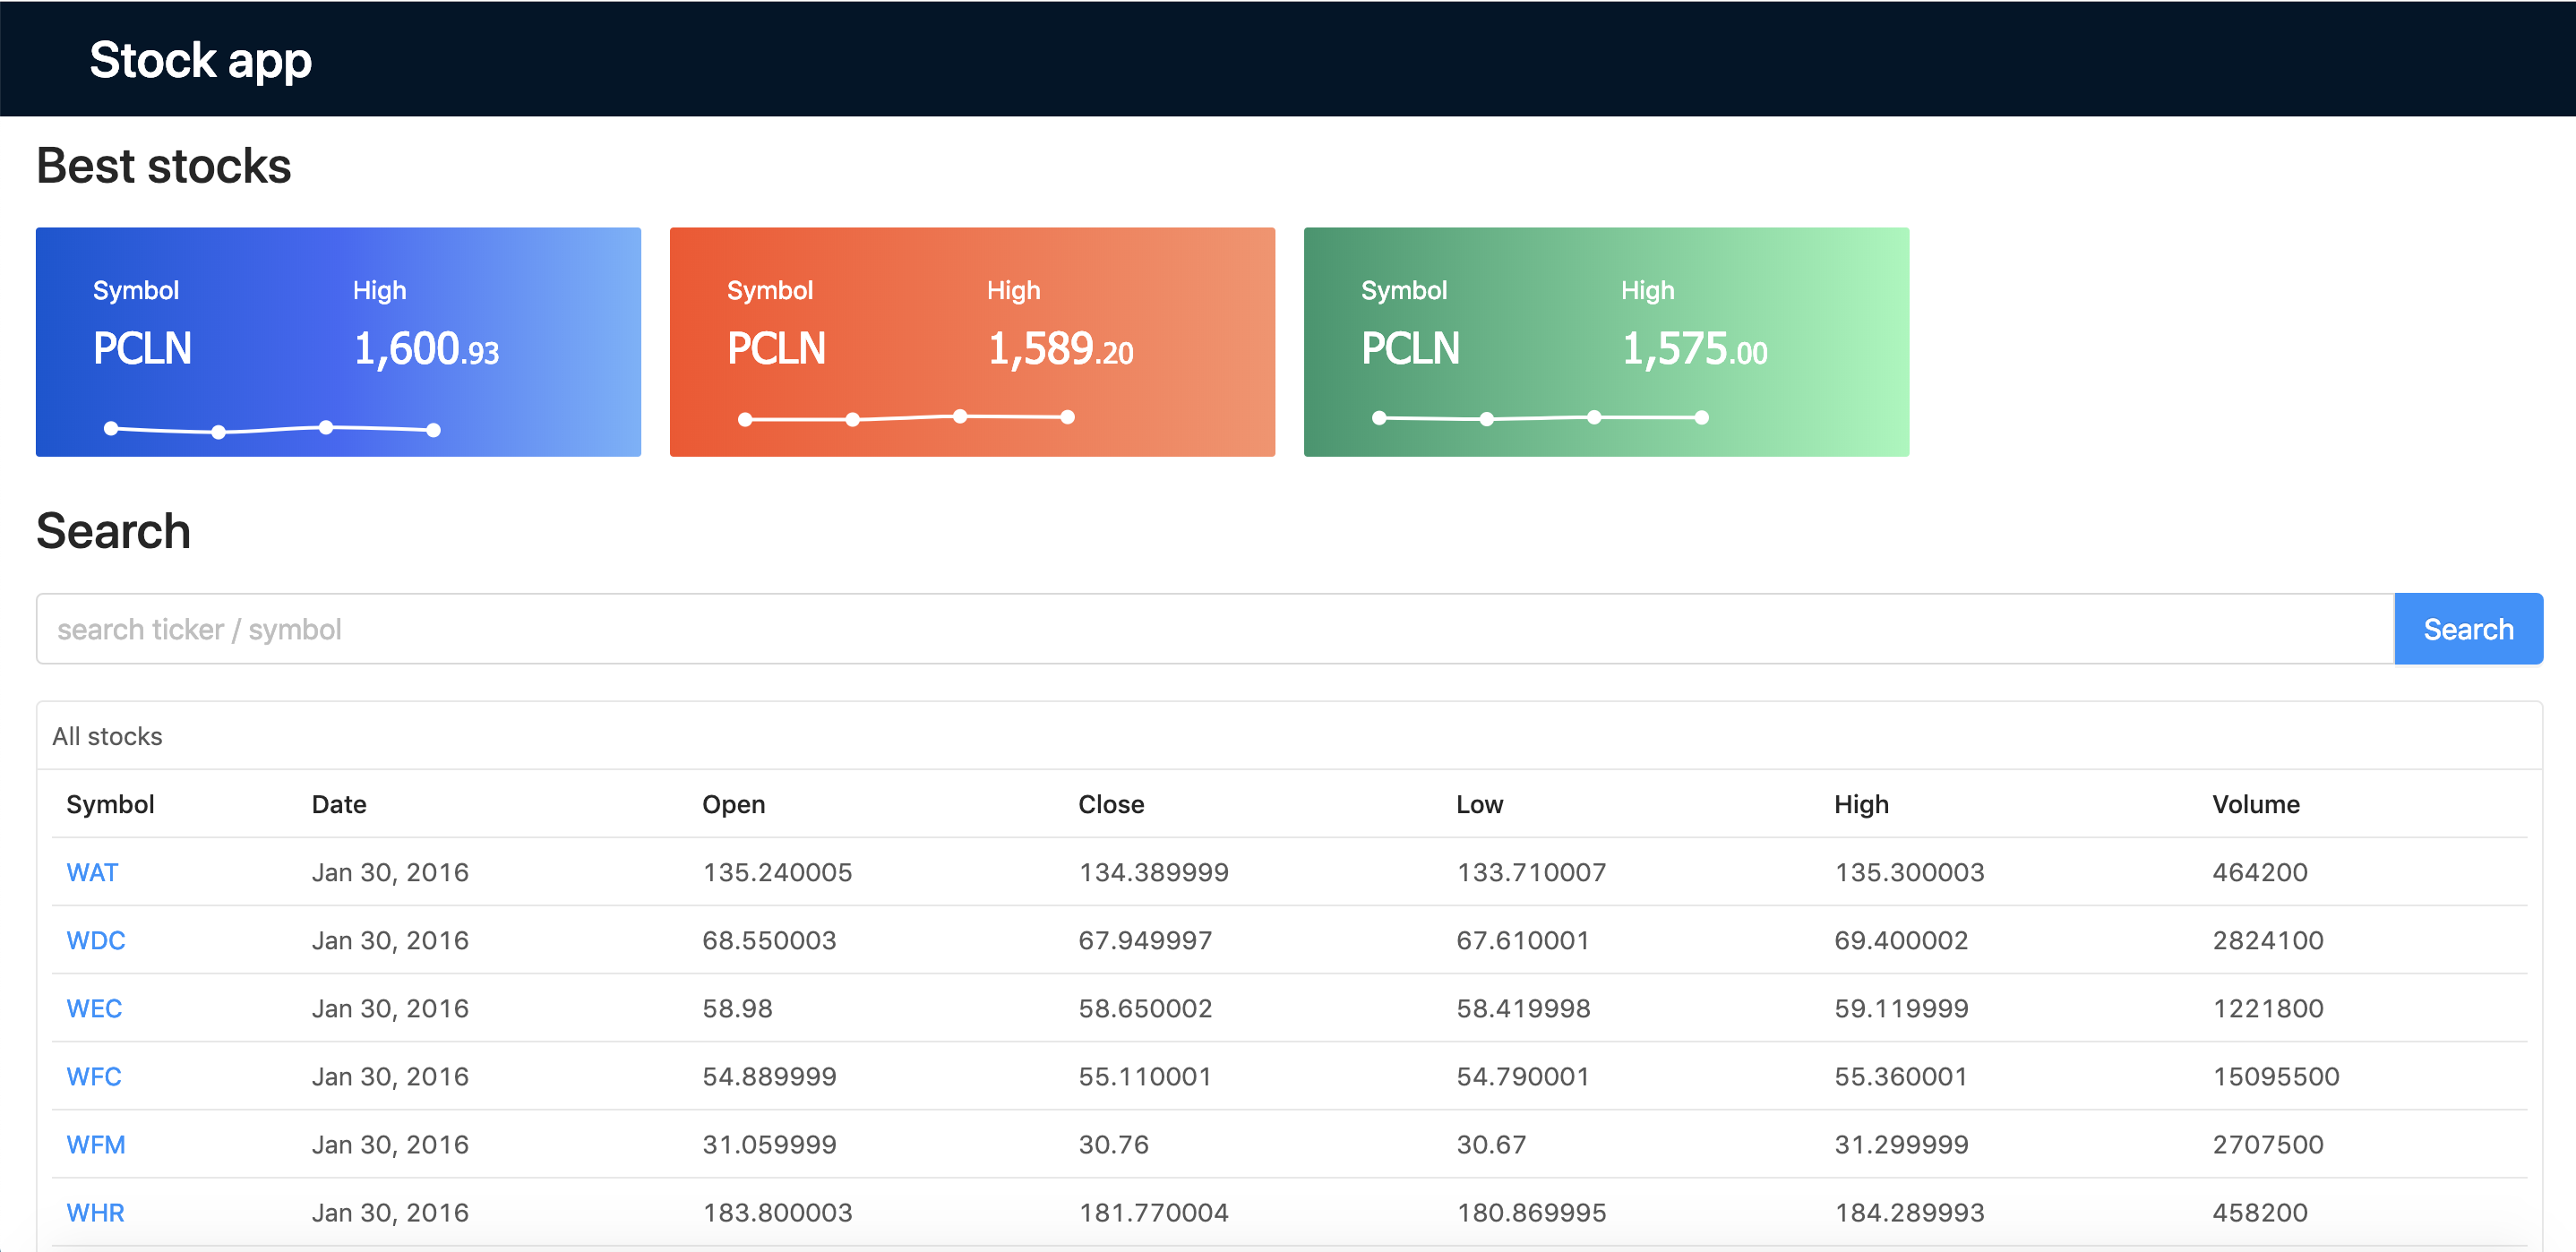 Stock app
Best stocks
Symbol High
PCLN 1,600.93
Symbol High
PCLN 1,589.20
Symbol High
PCLN 1,575.00
Search
search ticker / symbol Search
All stocks
Symbol Date Open Close Low High Volume
WAT Jan 30, 2016 135.240005 134.389999 133.710007 135.300003 464200
WDC Jan 30, 2016 68.550003 67.949997 67.610001 69.400002 2824100
WEC Jan 30, 2016 58.98 58.650002 58.419998 59.119999 1221800
WFC Jan 30, 2016 54.889999 55.110001 54.790001 55.360001 15095500
WFM Jan 30, 2016 31.059999 30.76 30.67 31.299999 2707500
WHR Jan 30, 2016 183.800003 181.770004 180.869995 184.289993 458200